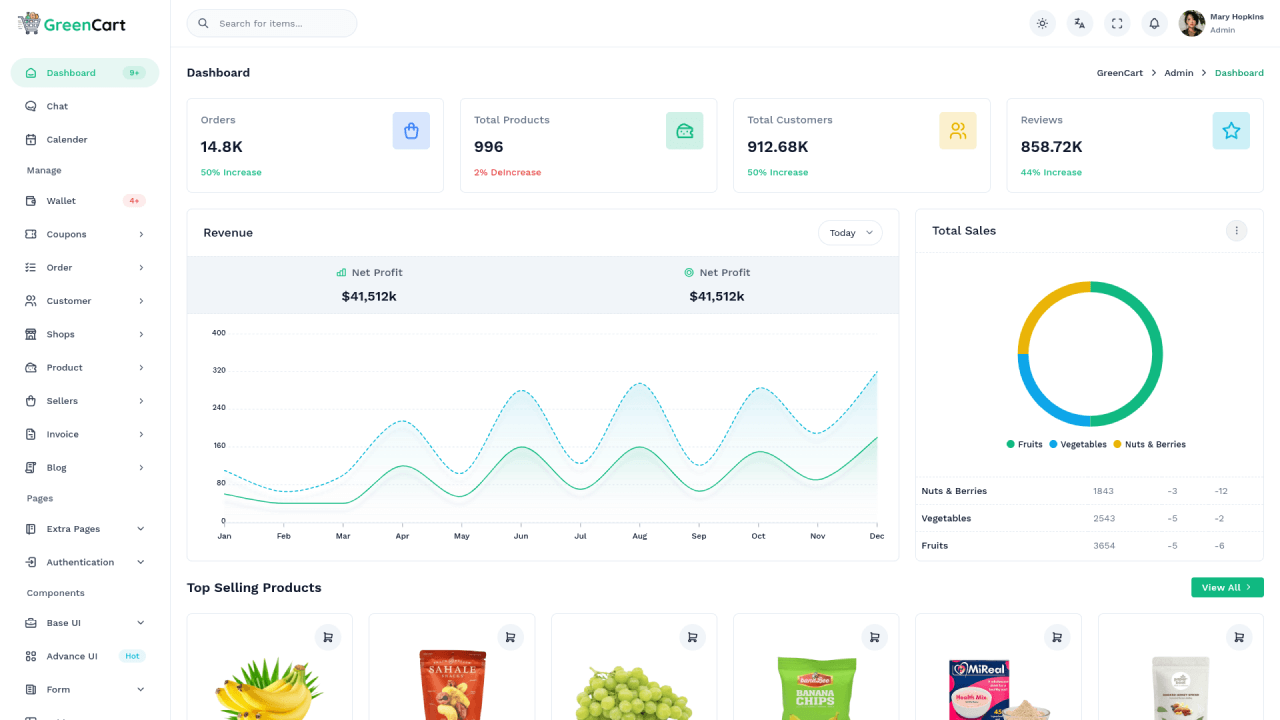 GreenCart
Search for items...
Mary Hopkins
Admin
Dashboard 9+
Chat
Calender
Manage
Wallet 4+
Coupons
Order
Customer
Shops
Product
Sellers
Invoice
Blog
Pages
Extra Pages
Authentication
Components
Base UI
Advance UI Hot
Form
Dashboard
GreenCart Admin Dashboard
Orders
14.8K
50% Increase
Total Products
996
2% DeIncrease
Total Customers
912.68K
50% Increase
Reviews
858.72K
44% Increase
Revenue
Today
Net Profit
$41,512k
Net Profit
$41,512k
400
320
240
160
80
0
Jan Feb Mar Apr May Jun Jul Aug Sep Oct Nov Dec
Total Sales
Fruits Vegetables Nuts & Berries
Nuts & Berries 1843 -3 -12
Vegetables 2543 -5 -2
Fruits 3654 -5 -6
Top Selling Products
View All
SAHALE
SNACKS
BANANA
CHIPS
MiReal
Health Mix